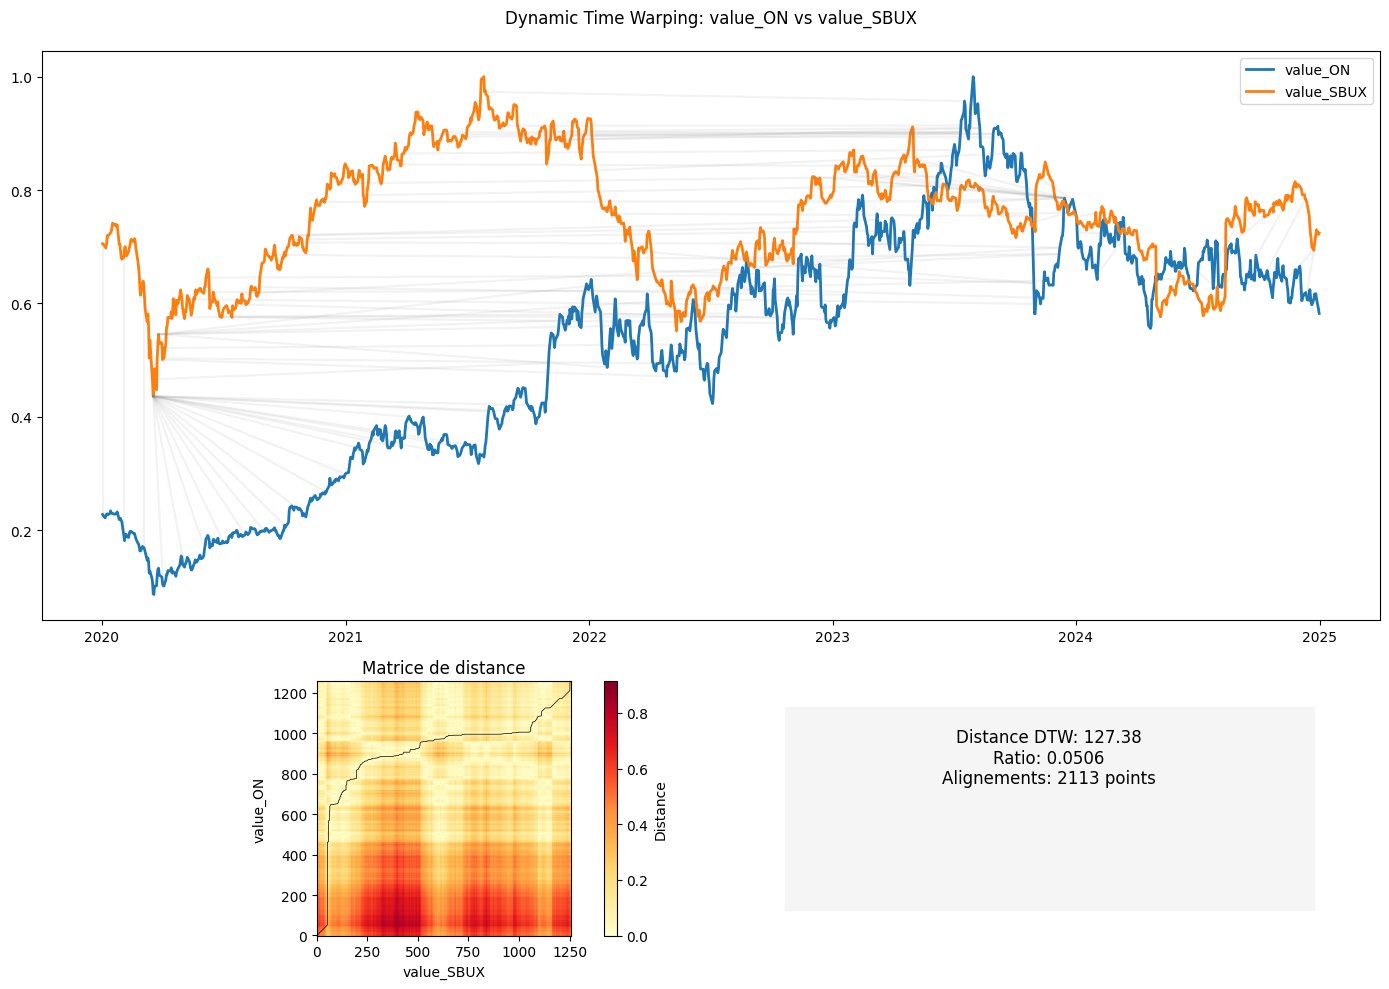 Dynamic Time Warping: value_ON vs value_SBUX
value_ON
value_SBUX
1.0
0.8
0.6
0.4
0.2
2020 2021 2022 2023 2024 2025
Matrice de distance
value_ON
1200
1000
800
600
400
200
0
0 250 500 750 1000 1250
value_SBUX
0.8
0.6
0.4
0.2
0.0
Distance
Distance DTW: 127.38
Ratio: 0.0506
Alignements: 2113 points